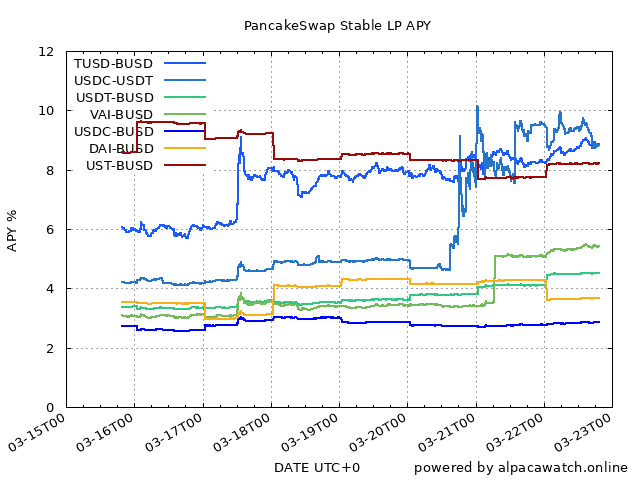 PancakeSwap Stable LP APY
12
10
8
6
4
2
0
APY %
TUSD-BUSD
USDC-USDT
USDT-BUSD
VAI-BUSD
USDC-BUSD
DAI-BUSD
UST-BUSD
03-15T00
03-16T00
03-17T00
03-18T00
03-19T00
03-20T00
03-21T00
03-22T00
03-23T00
DATE UTC+0
powered by alpacawatch.online